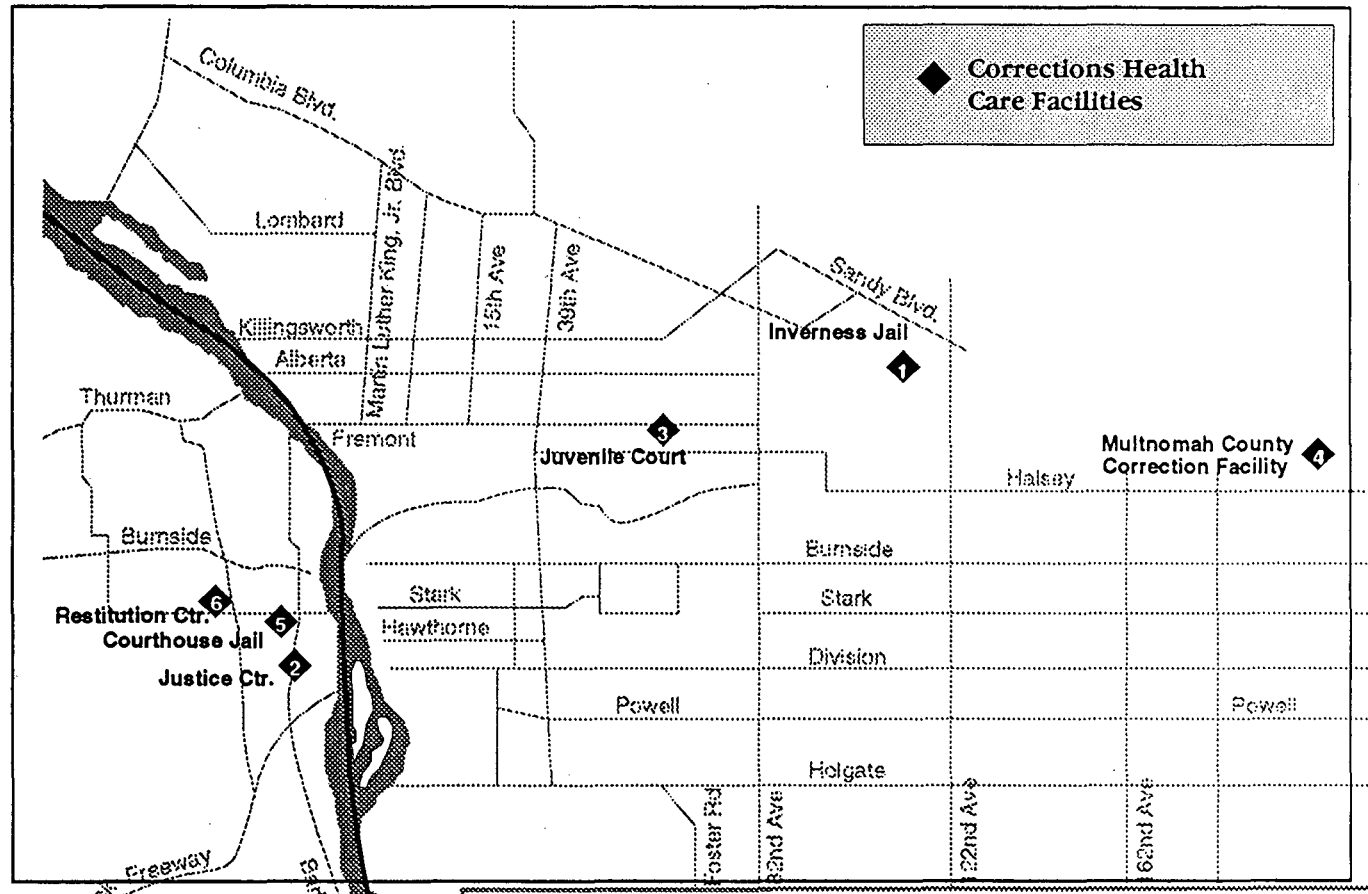 Corrections Health
Care Facilities
Columbia Blvd.
Lombard
Martin Luther King, Jr. Blvd.
15th Ave
39th Ave
Sandy Blvd.
Killingsworth
Inverness Jail
Alberta
1
Thurman
Fremont
3
Juvenile Court
Multnomah County
Correction Facility
4
Halsey
Burnside
Burnside
6
Restitution Ctr.
Stark
Stark
5
Courthouse Jail
Hawthorne
Division
2
Justice Ctr.
Powell
Powell
Holgate
Foster Rd
82nd Ave
122nd Ave
162nd Ave
Freeway